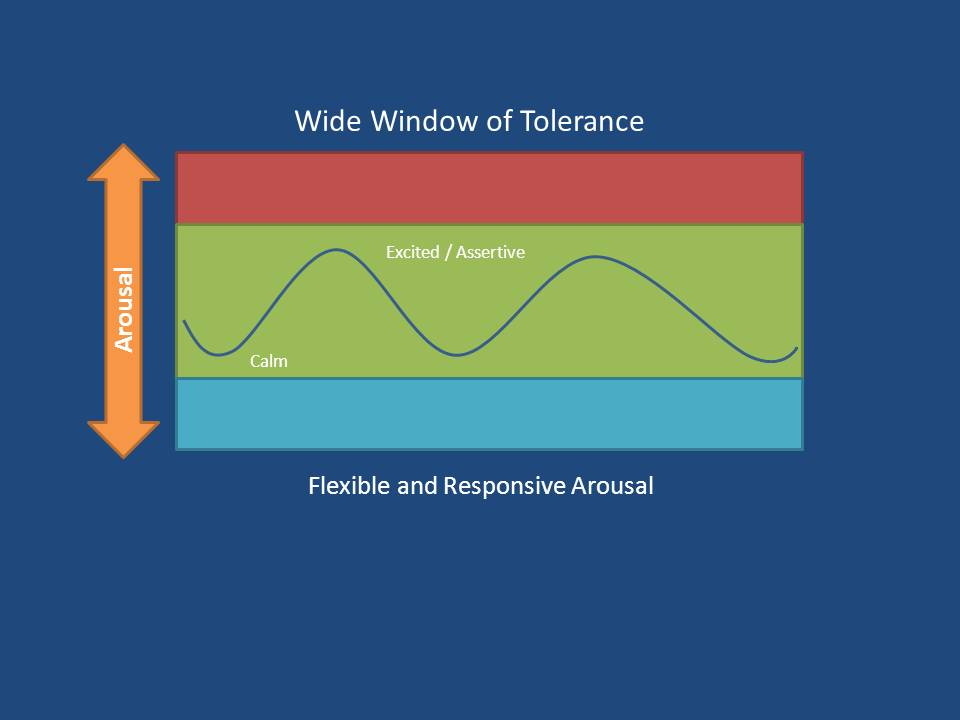 Wide Window of Tolerance
Arousal
Excited / Assertive
Calm
Flexible and Responsive Arousal